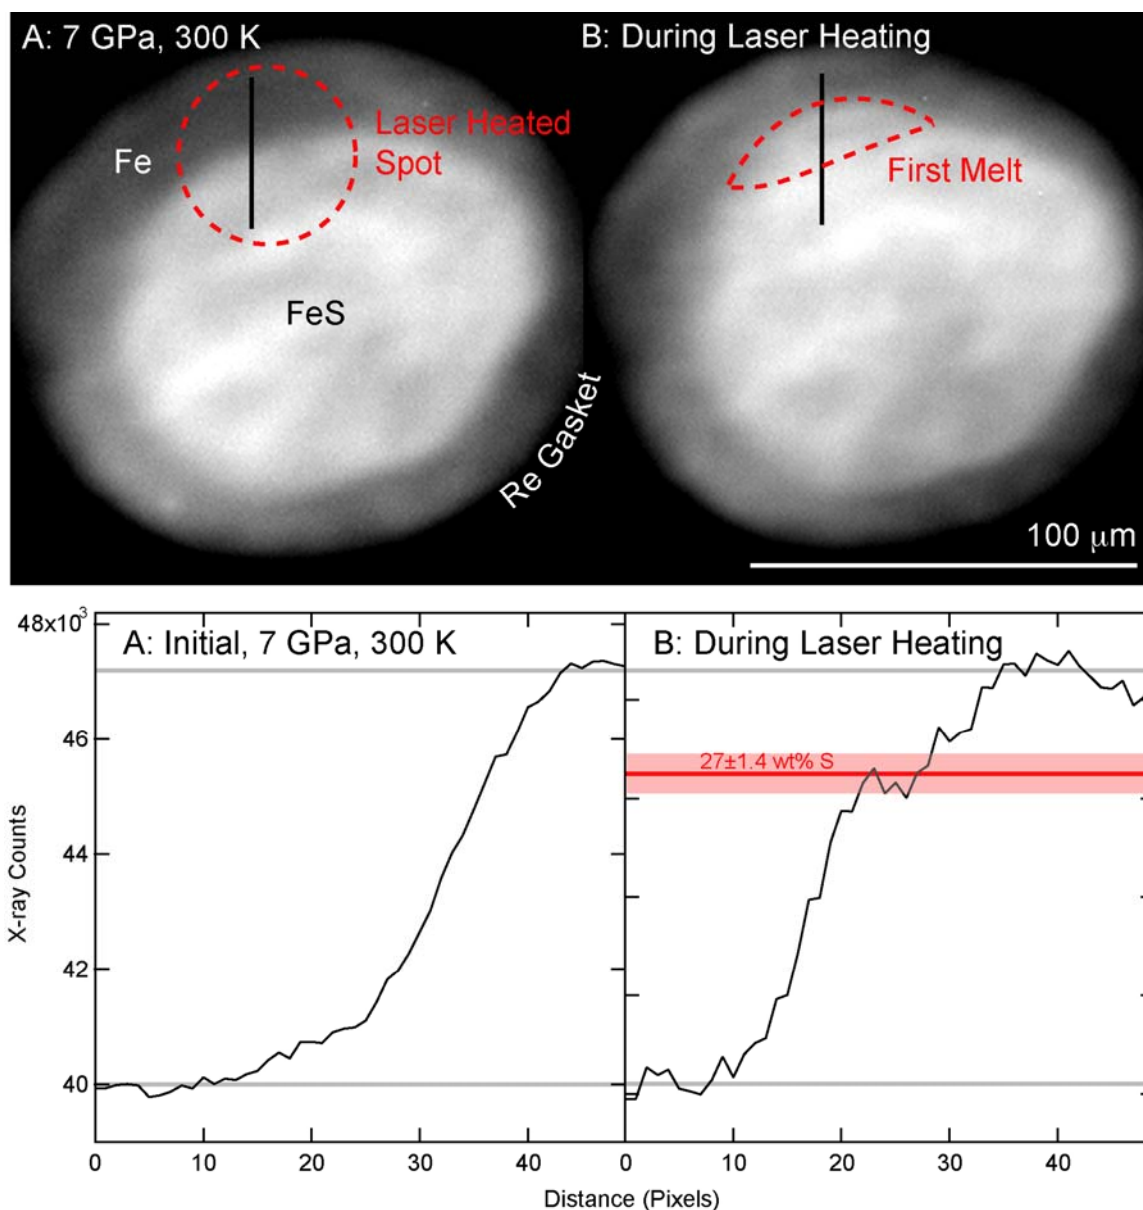 A: 7 GPa, 300 K
B: During Laser Heating
Laser Heated
Spot
Fe
First Melt
FeS
Re Gasket
100 μm
48x10³
A: Initial, 7 GPa, 300 K
B: During Laser Heating
46
27±1.4 wt% S
44
X-ray Counts
42
40
0 10 20 30 40 0 10 20 30 40
Distance (Pixels)